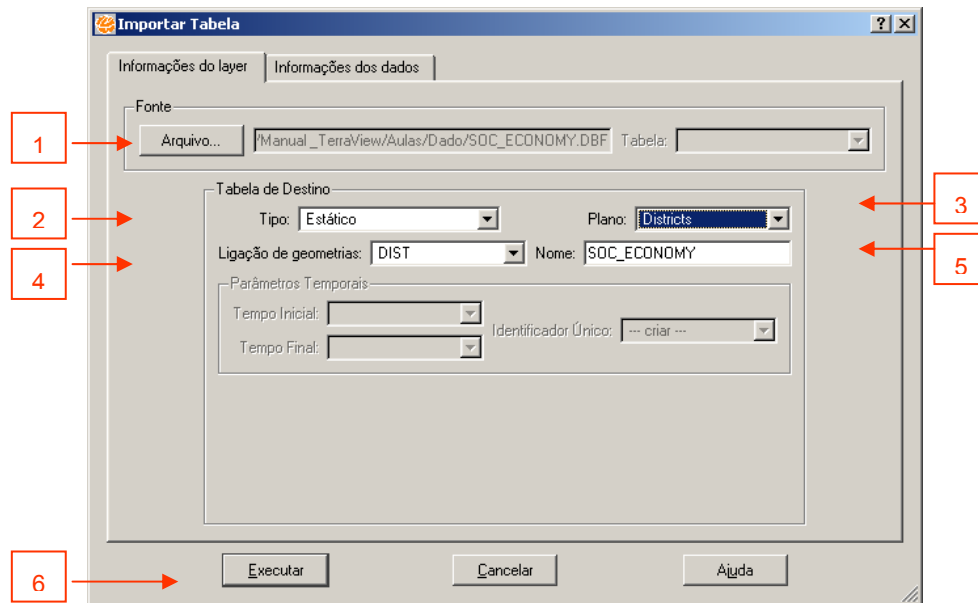 Importar Tabela
Informações do layer Informações dos dados
Fonte
1
Arquivo... /Manual_TerraView/Aulas/Dado/SOC_ECONOMY.DBF Tabela:
Tabela de Destino
2
Tipo: Estático Plano: Districts
3
4
Ligação de geometrias: DIST Nome: SOC_ECONOMY
5
Parâmetros Temporais
Tempo Inicial:
Identificador Único: --- criar ---
Tempo Final:
6
Executar Cancelar Ajuda